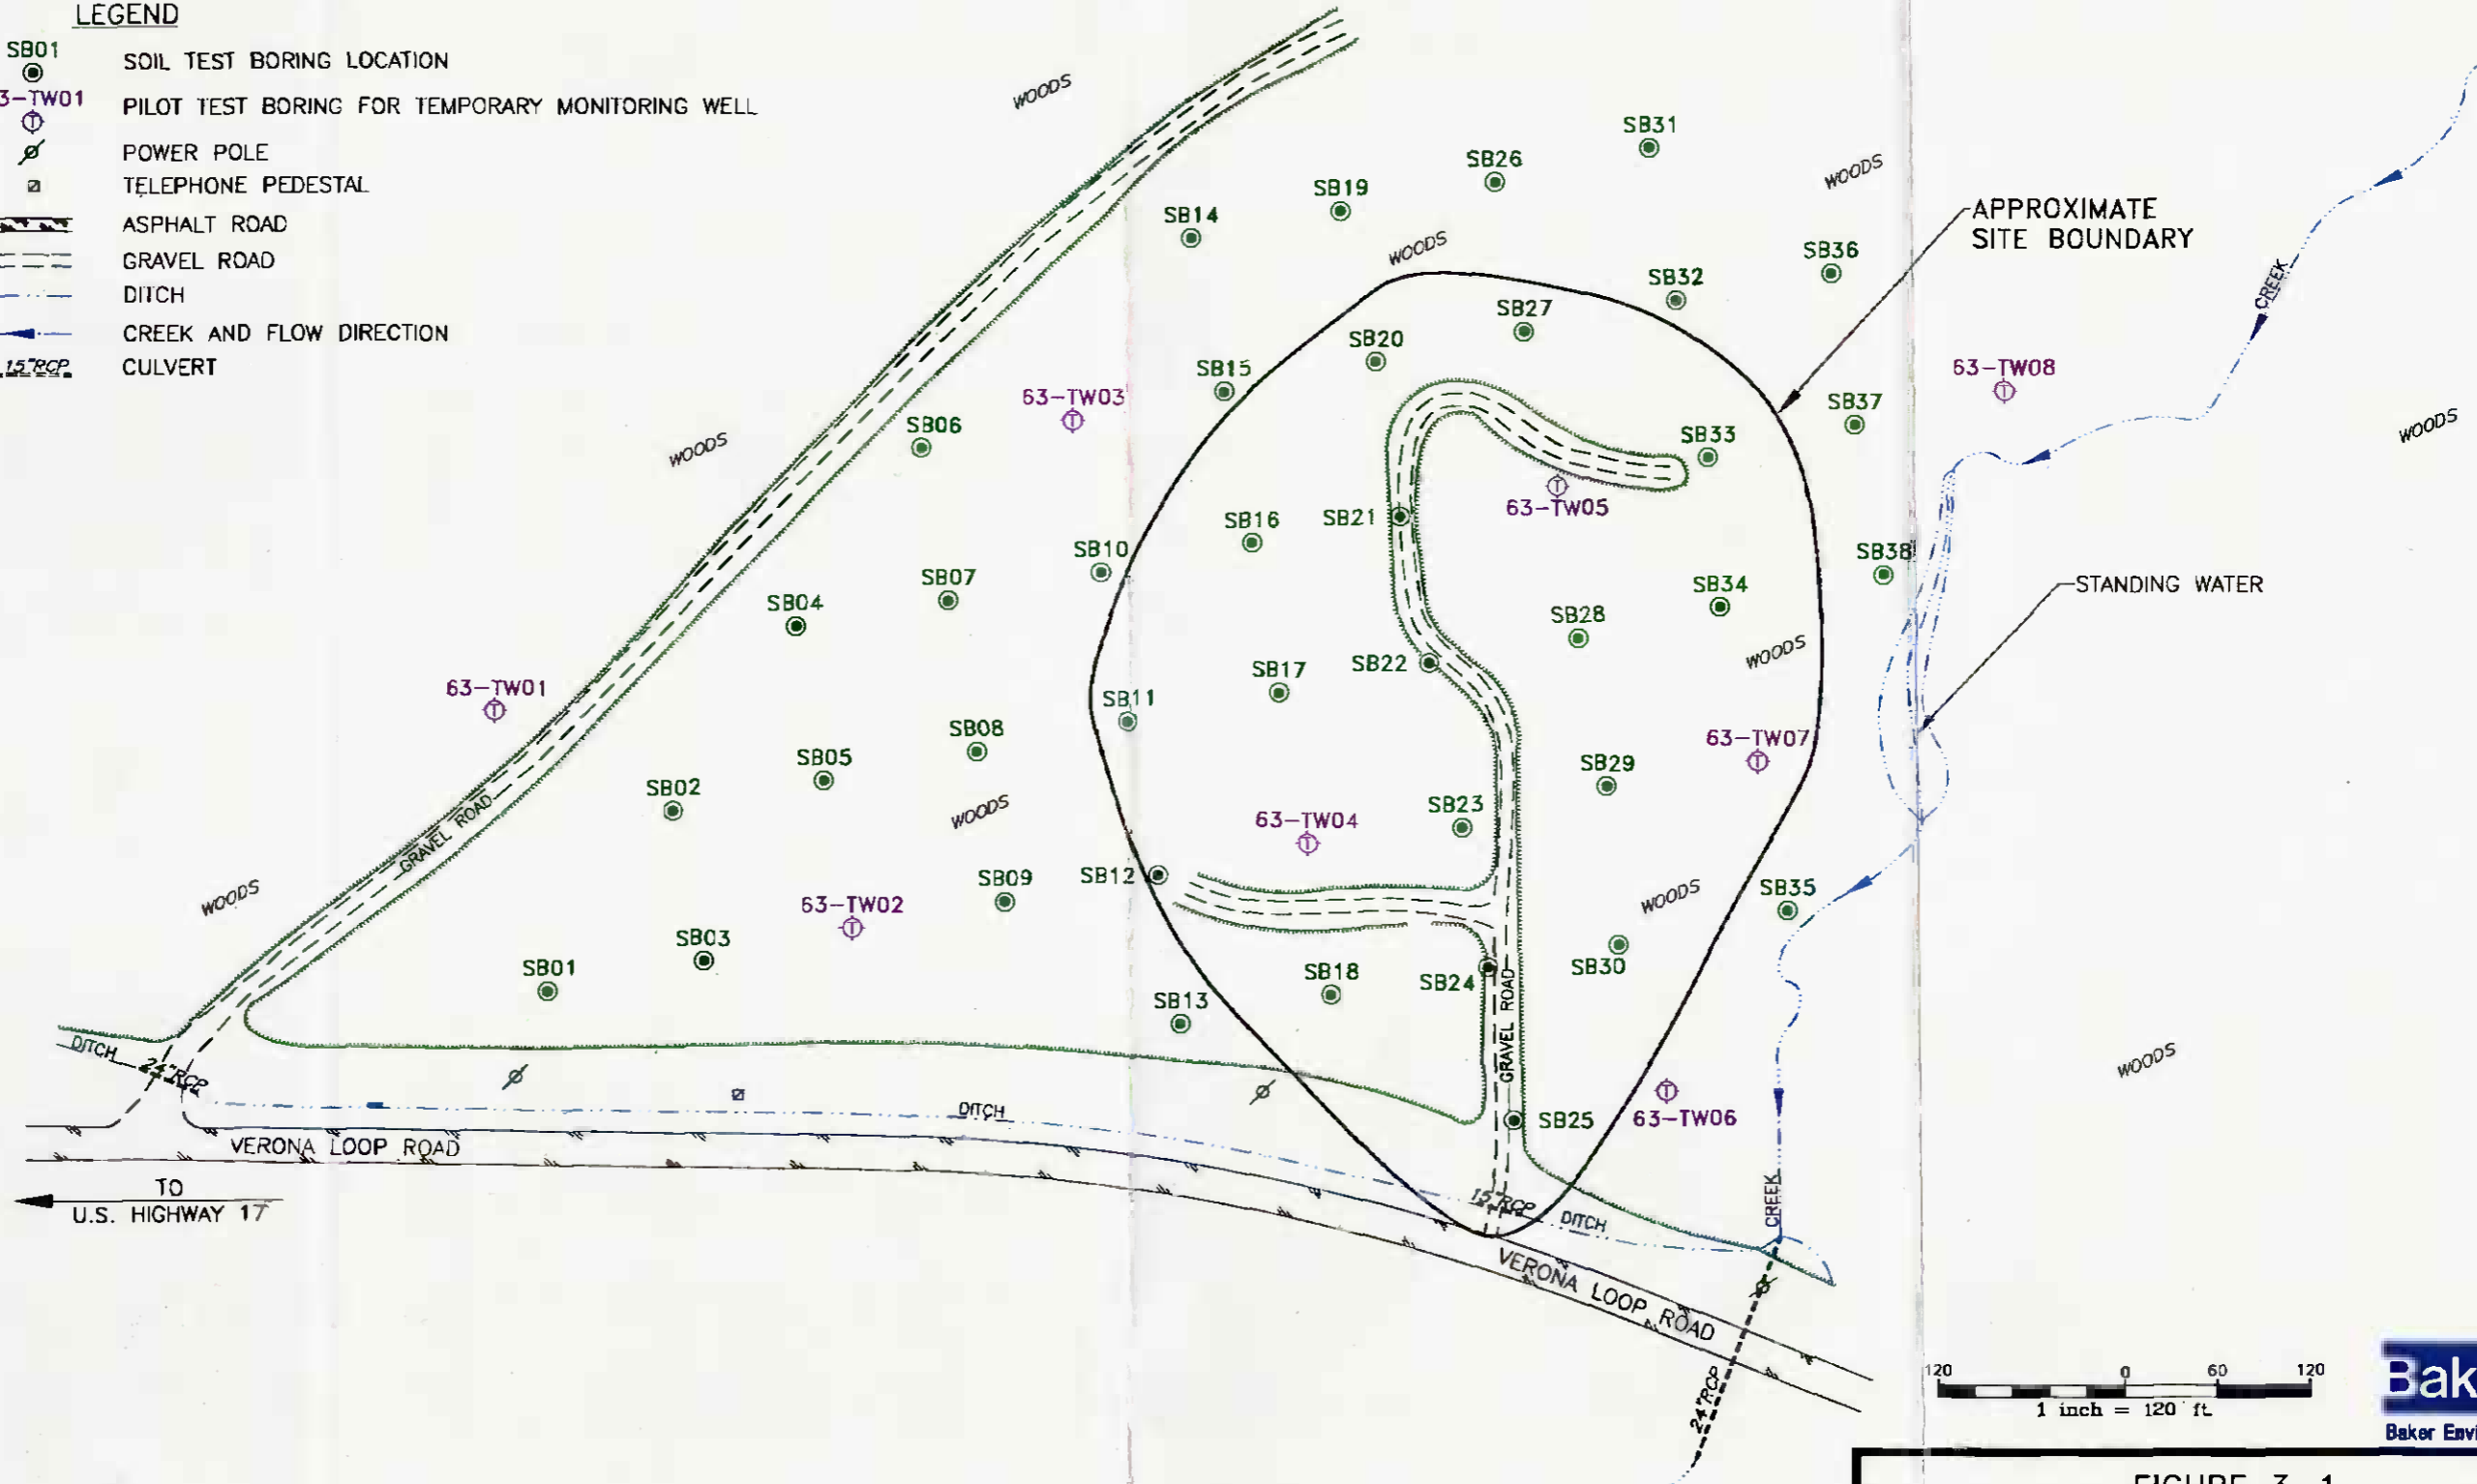 LEGEND
SB01
SOIL TEST BORING LOCATION
3-TW01
PILOT TEST BORING FOR TEMPORARY MONITORING WELL
POWER POLE
TELEPHONE PEDESTAL
ASPHALT ROAD
GRAVEL ROAD
DITCH
CREEK AND FLOW DIRECTION
15"RCP
CULVERT
WOODS
SB31
SB26
WOODS
SB19
SB14
APPROXIMATE
SITE BOUNDARY
WOODS
SB36
SB32
CREEK
SB27
SB20
SB15
63-TW08
63-TW03
SB37
SB06
WOODS
SB33
WOODS
63-TW05
SB16
SB21
SB10
SB38
SB07
SB34
STANDING WATER
SB04
SB28
WOODS
SB22
SB17
63-TW01
SB11
SB08
63-TW07
SB05
SB29
SB02
SB23
WOODS
63-TW04
GRAVEL ROAD
SB12
SB09
SB35
WOODS
WOODS
63-TW02
SB03
SB01
SB18
SB24
SB30
SB13
GRAVEL ROAD
DITCH
24"RCP
WOODS
DITCH
SB25
63-TW06
VERONA LOOP ROAD
TO
U.S. HIGHWAY 17
15"RCP
DITCH
CREEK
VERONA LOOP ROAD
24"RCP
120 0 60 120
1 inch = 120 ft.
Bak
Baker Envi
FIGURE 3-1